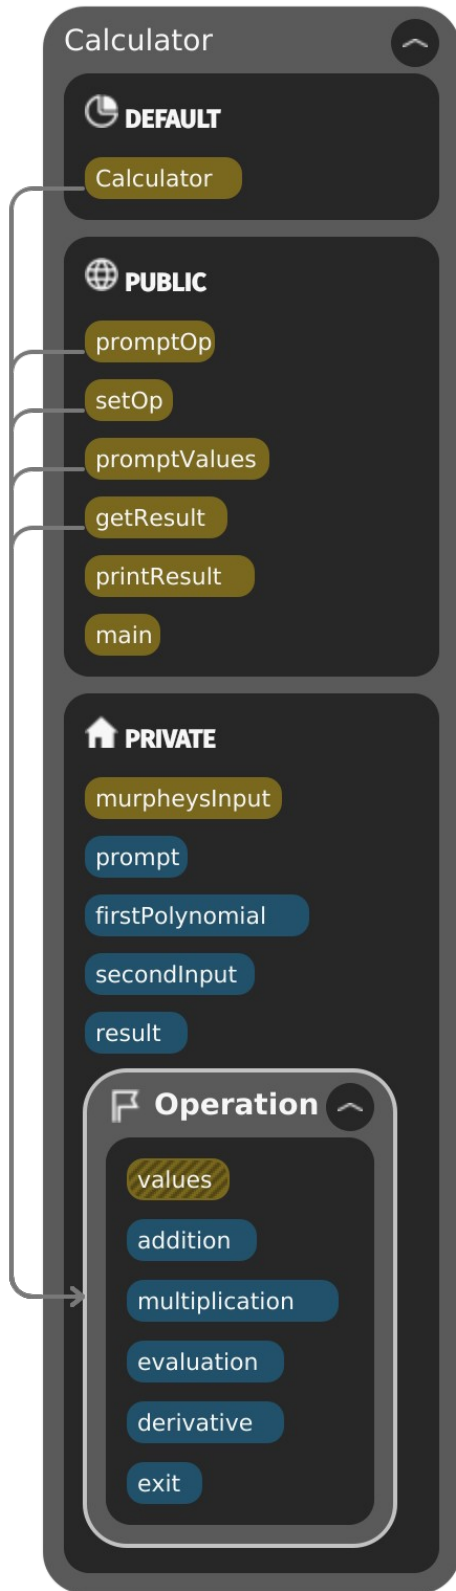 Calculator
DEFAULT
Calculator
PUBLIC
promptOp
setOp
promptValues
getResult
printResult
main
PRIVATE
murpheysInput
prompt
firstPolynomial
secondInput
result
Operation
values
addition
multiplication
evaluation
derivative
exit